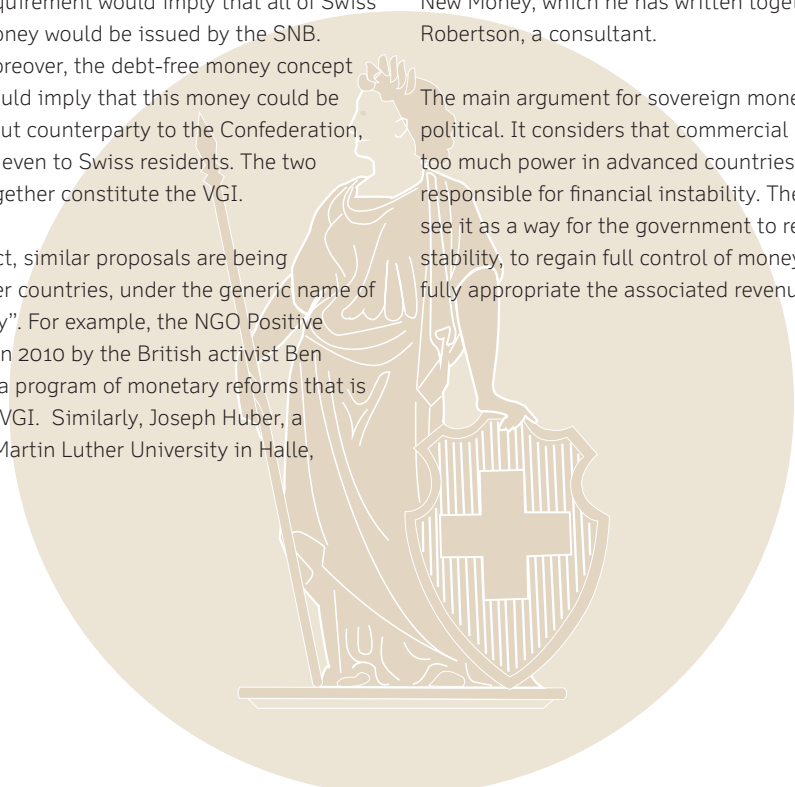 quirement would imply that all of Swiss
oney would be issued by the SNB.
oreover, the debt-free money concept
uld imply that this money could be
ut counterparty to the Confederation,
even to Swiss residents. The two
gether constitute the VGI.
ct, similar proposals are being
er countries, under the generic name of
y”. For example, the NGO Positive
n 2010 by the British activist Ben
a program of monetary reforms that is
VGI. Similarly, Joseph Huber, a
Martin Luther University in Halle,
New Money, which he has written toget
Robertson, a consultant.
The main argument for sovereign mone
political. It considers that commercial
too much power in advanced countries
responsible for financial instability. The
see it as a way for the government to re
stability, to regain full control of money
fully appropriate the associated revenu